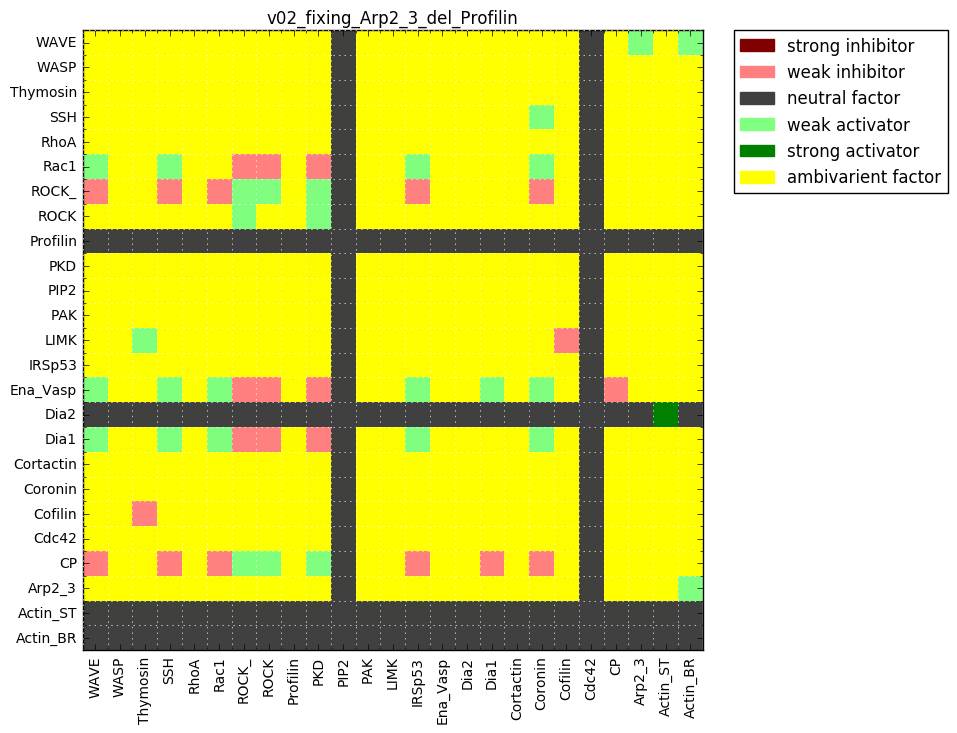 v02_fixing_Arp2_3_del_Profilin
WAVE
WASP
Thymosin
SSH
RhoA
Rac1
ROCK_
ROCK
Profilin
PKD
PIP2
PAK
LIMK
IRSp53
Ena_Vasp
Dia2
Dia1
Cortactin
Coronin
Cofilin
Cdc42
CP
Arp2_3
Actin_ST
Actin_BR
WAVE
WASP
Thymosin
SSH
RhoA
Rac1
ROCK_
ROCK
Profilin
PKD
PIP2
PAK
LIMK
IRSp53
Ena_Vasp
Dia2
Dia1
Cortactin
Coronin
Cofilin
Cdc42
CP
Arp2_3
Actin_ST
Actin_BR
strong inhibitor
weak inhibitor
neutral factor
weak activator
strong activator
ambivarient factor